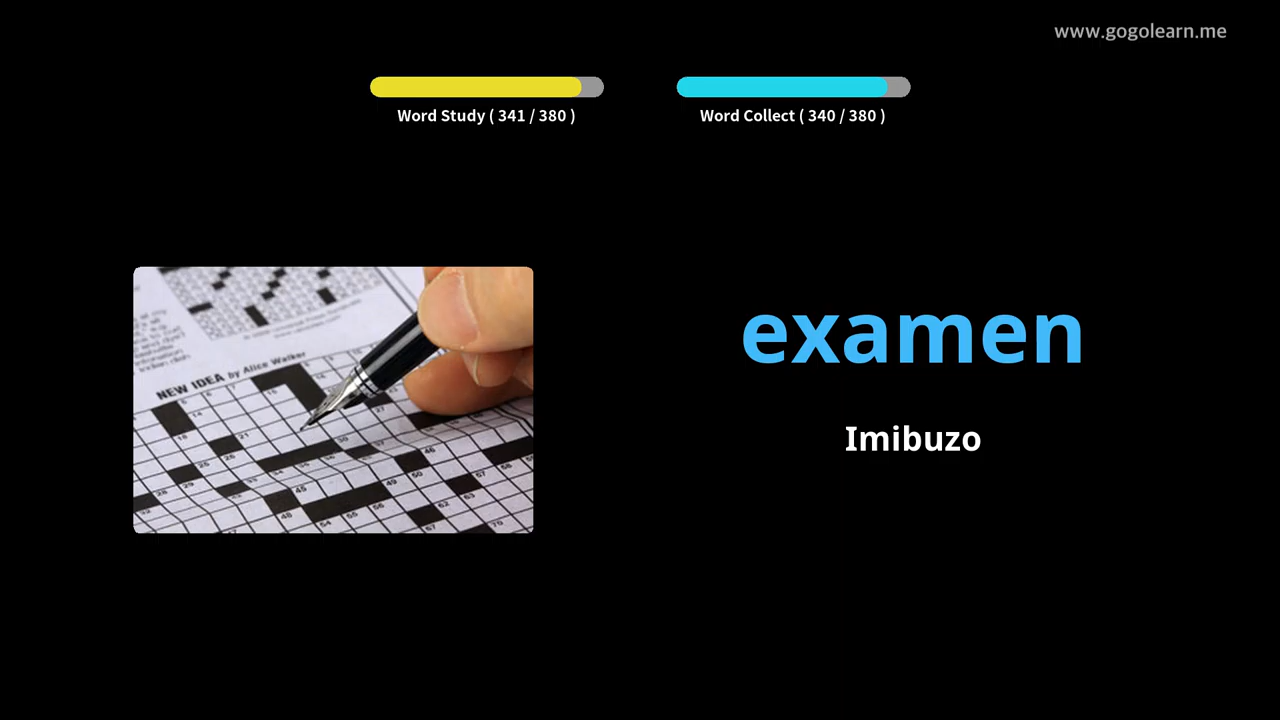 www.gogolearn.me
Word Study ( 341 / 380 )
Word Collect ( 340 / 380 )
NEW IDEA by Alice Walker
examen
Imibuzo